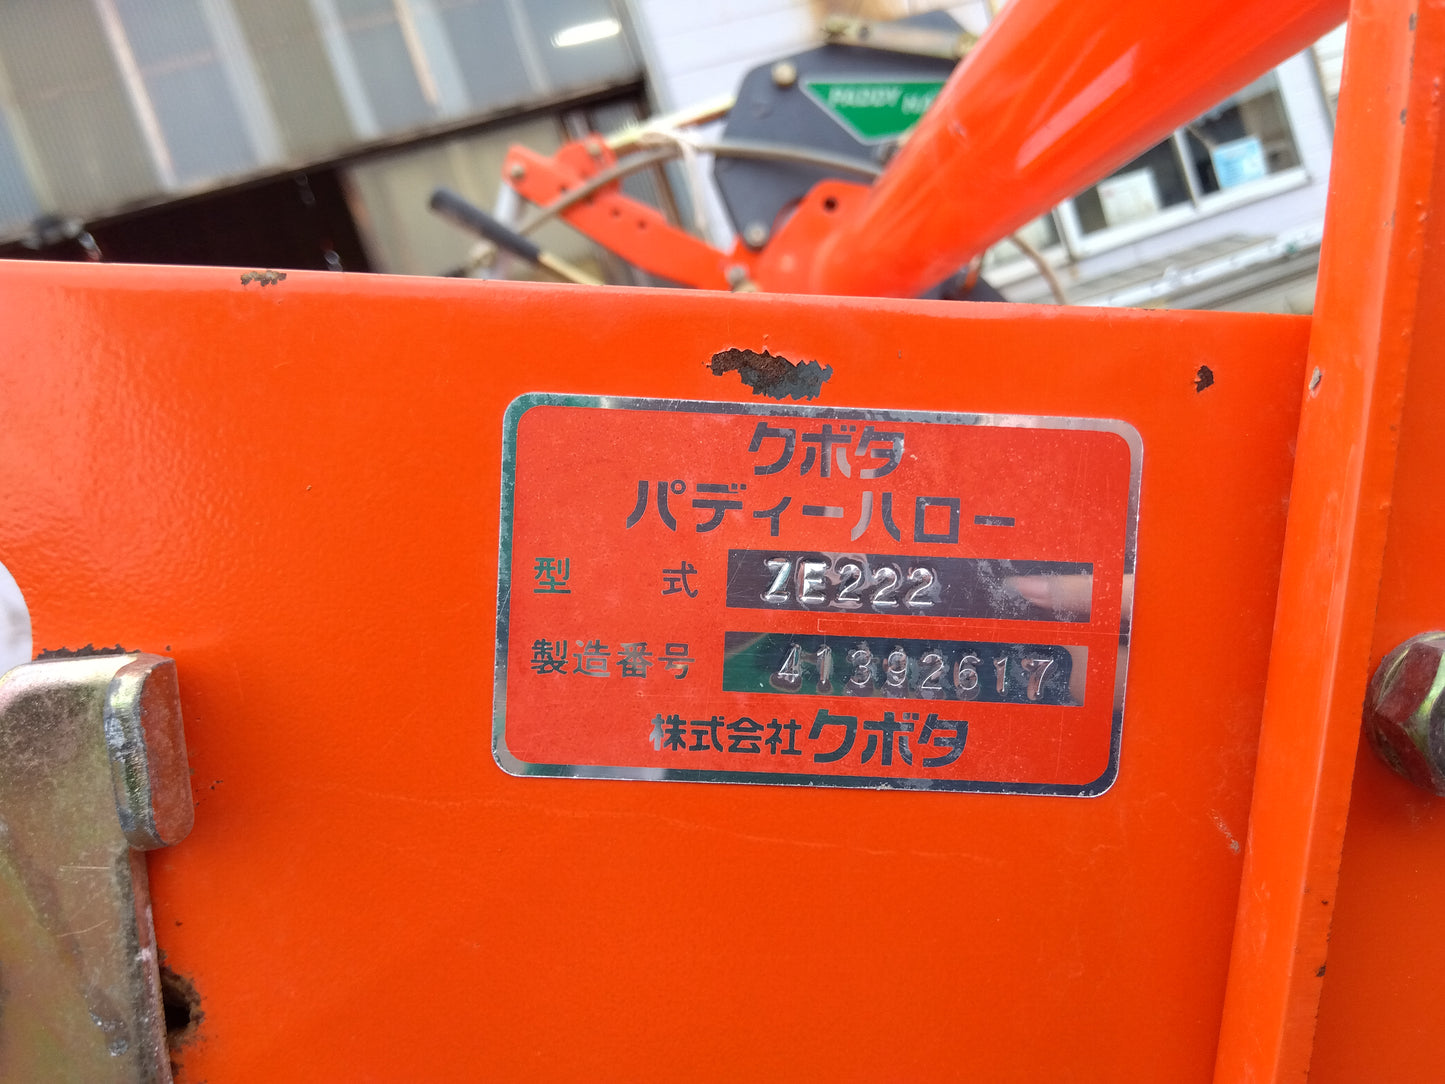 PADDY
クボタ
パディーハロー
型式 ZE222
製造番号 41392617
株式会社クボタ